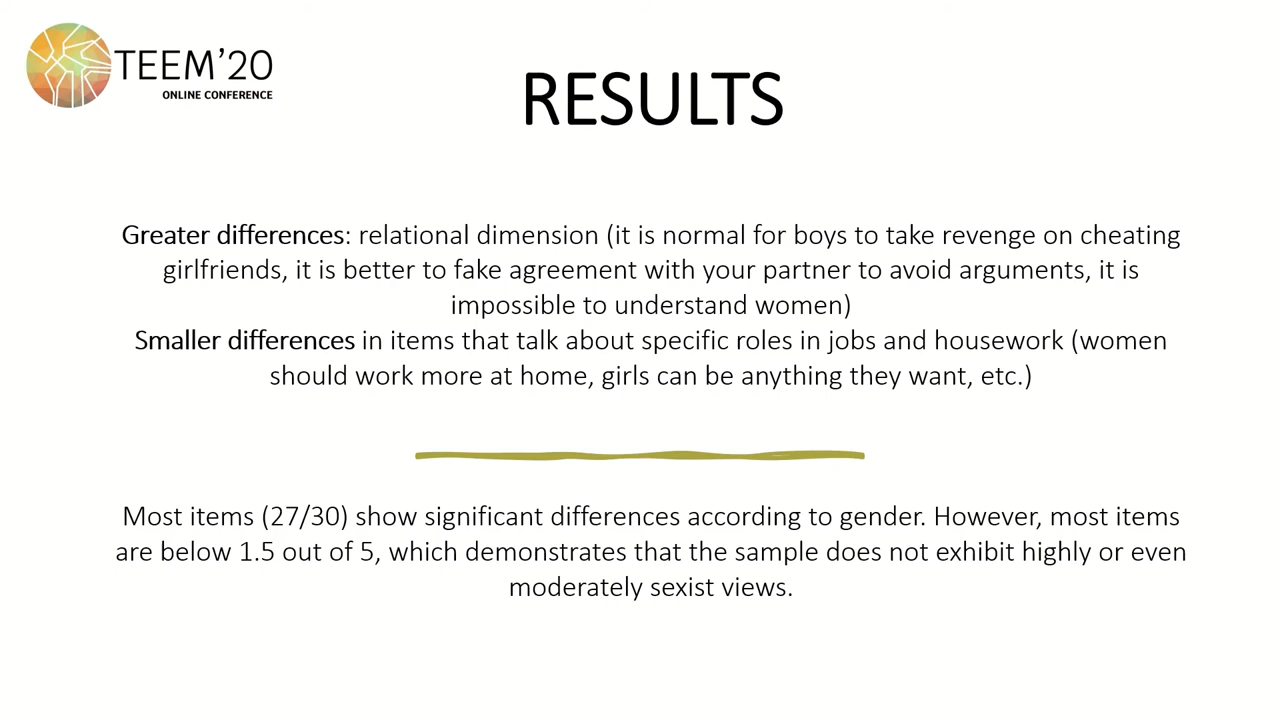 TEEM'20
ONLINE CONFERENCE
RESULTS
Greater differences: relational dimension (it is normal for boys to take revenge on cheating
girlfriends, it is better to fake agreement with your partner to avoid arguments, it is
impossible to understand women)
Smaller differences in items that talk about specific roles in jobs and housework (women
should work more at home, girls can be anything they want, etc.)
Most items (27/30) show significant differences according to gender. However, most items
are below 1.5 out of 5, which demonstrates that the sample does not exhibit highly or even
moderately sexist views.